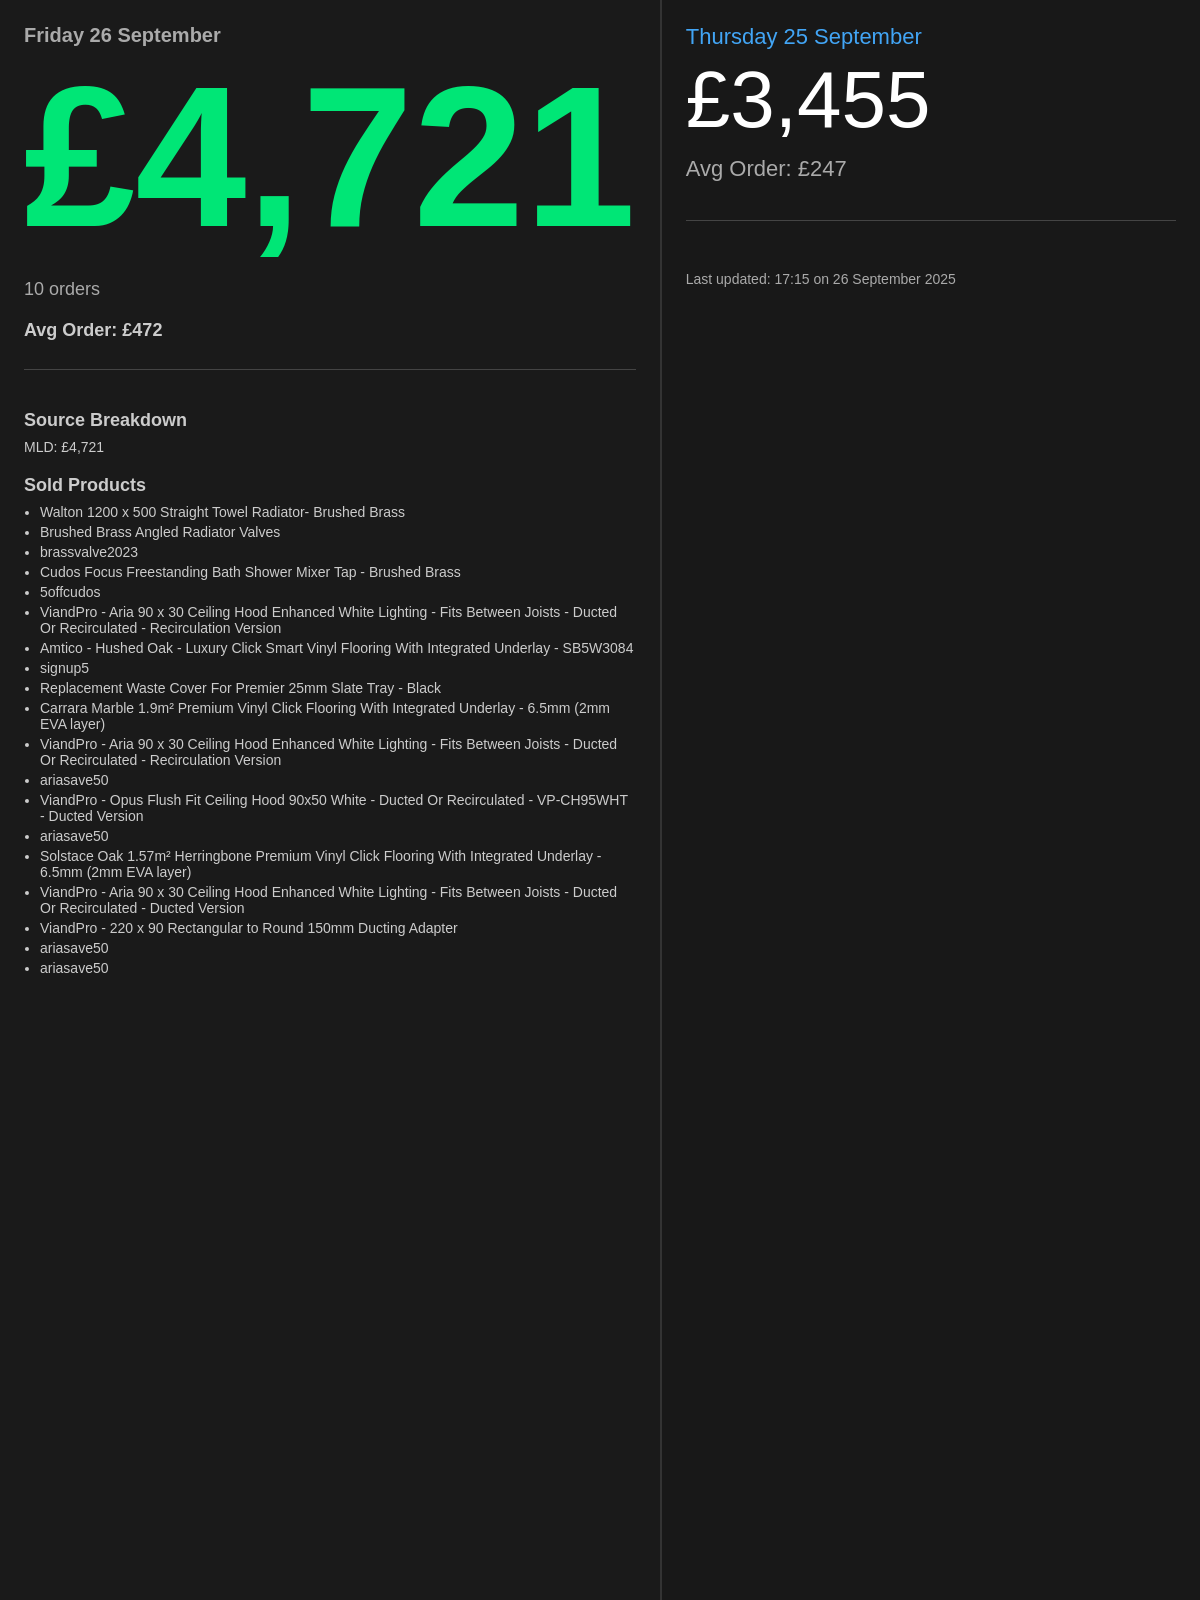 Friday 26 September
£4,721
10 orders
Avg Order: £472
Source Breakdown
MLD: £4,721
Sold Products
• Walton 1200 x 500 Straight Towel Radiator- Brushed Brass
• Brushed Brass Angled Radiator Valves
• brassvalve2023
• Cudos Focus Freestanding Bath Shower Mixer Tap - Brushed Brass
• 5offcudos
• ViandPro - Aria 90 x 30 Ceiling Hood Enhanced White Lighting - Fits Between Joists - Ducted
Or Recirculated - Recirculation Version
• Amtico - Hushed Oak - Luxury Click Smart Vinyl Flooring With Integrated Underlay - SB5W3084
• signup5
• Replacement Waste Cover For Premier 25mm Slate Tray - Black
• Carrara Marble 1.9m² Premium Vinyl Click Flooring With Integrated Underlay - 6.5mm (2mm
EVA layer)
• ViandPro - Aria 90 x 30 Ceiling Hood Enhanced White Lighting - Fits Between Joists - Ducted
Or Recirculated - Recirculation Version
• ariasave50
• ViandPro - Opus Flush Fit Ceiling Hood 90x50 White - Ducted Or Recirculated - VP-CH95WHT
- Ducted Version
• ariasave50
• Solstace Oak 1.57m² Herringbone Premium Vinyl Click Flooring With Integrated Underlay -
6.5mm (2mm EVA layer)
• ViandPro - Aria 90 x 30 Ceiling Hood Enhanced White Lighting - Fits Between Joists - Ducted
Or Recirculated - Ducted Version
• ViandPro - 220 x 90 Rectangular to Round 150mm Ducting Adapter
• ariasave50
• ariasave50
Thursday 25 September
£3,455
Avg Order: £247
Last updated: 17:15 on 26 September 2025